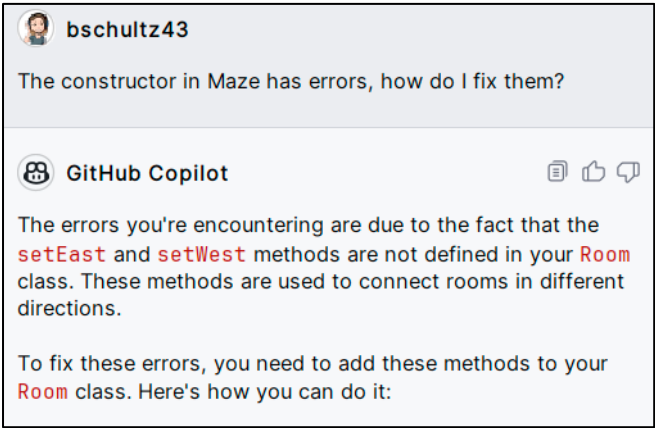 bschultz43
The constructor in Maze has errors, how do I fix them?
GitHub Copilot
The errors you're encountering are due to the fact that the
setEast and setWest methods are not defined in your Room
class. These methods are used to connect rooms in different
directions.
To fix these errors, you need to add these methods to your
Room class. Here's how you can do it: